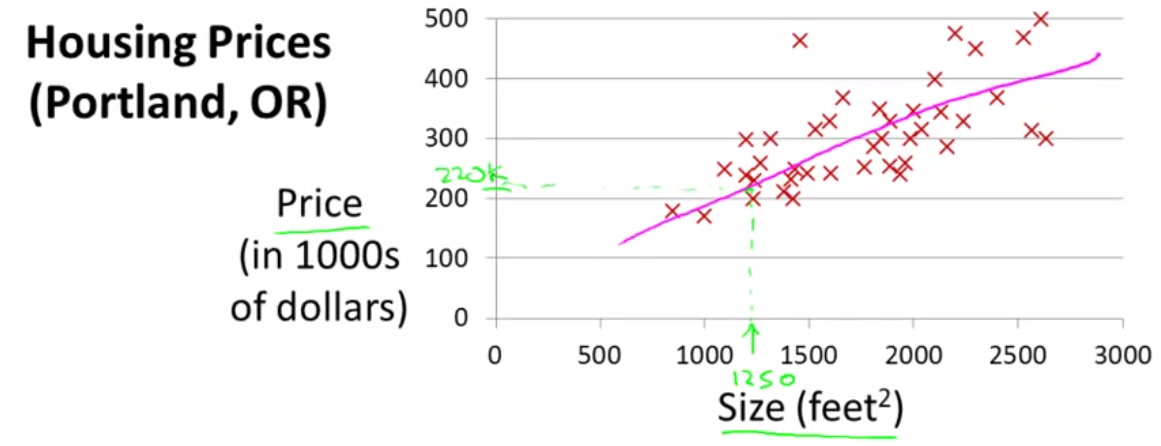 Housing Prices
(Portland, OR)
500
400
300
220K
200
Price
(in 1000s
of dollars)
100
0
0 500 1000 1500 2000 2500 3000
1250
Size (feet²)